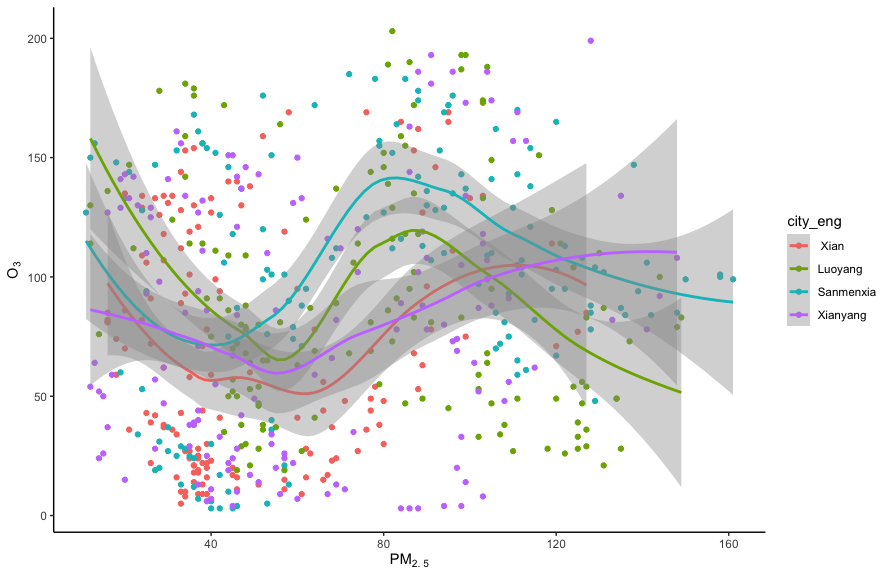 200
150
100
50
0
O₃
40
80
120
160
PM₂.₅
city_eng
Xian
Luoyang
Sanmenxia
Xianyang